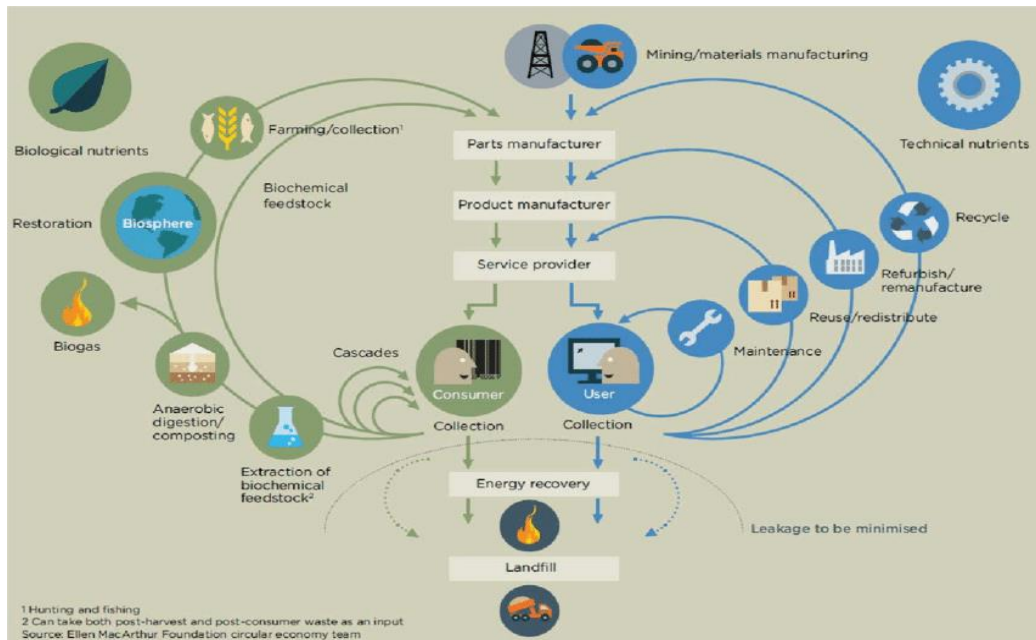 Mining/materials manufacturing
Biological nutrients
Technical nutrients
Farming/collection¹
Parts manufacturer
Biochemical
feedstock
Product manufacturer
Restoration
Biosphere
Recycle
Service provider
Refurbish/
remanufacture
Reuse/redistribute
Biogas
Cascades
Maintenance
Consumer
User
Anaerobic
digestion/
composting
Collection
Collection
Extraction of
biochemical
feedstock²
Energy recovery
Leakage to be minimised
Landfill
1 Hunting and fishing
2 Can take both post-harvest and post-consumer waste as an input
Source: Ellen MacArthur Foundation circular economy team